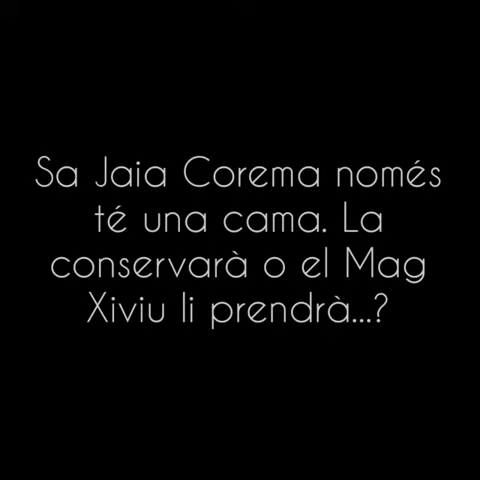 Sa Jaia Corema només
té una cama. La
conservarà o el Mag
Xiviu li prendrà...?